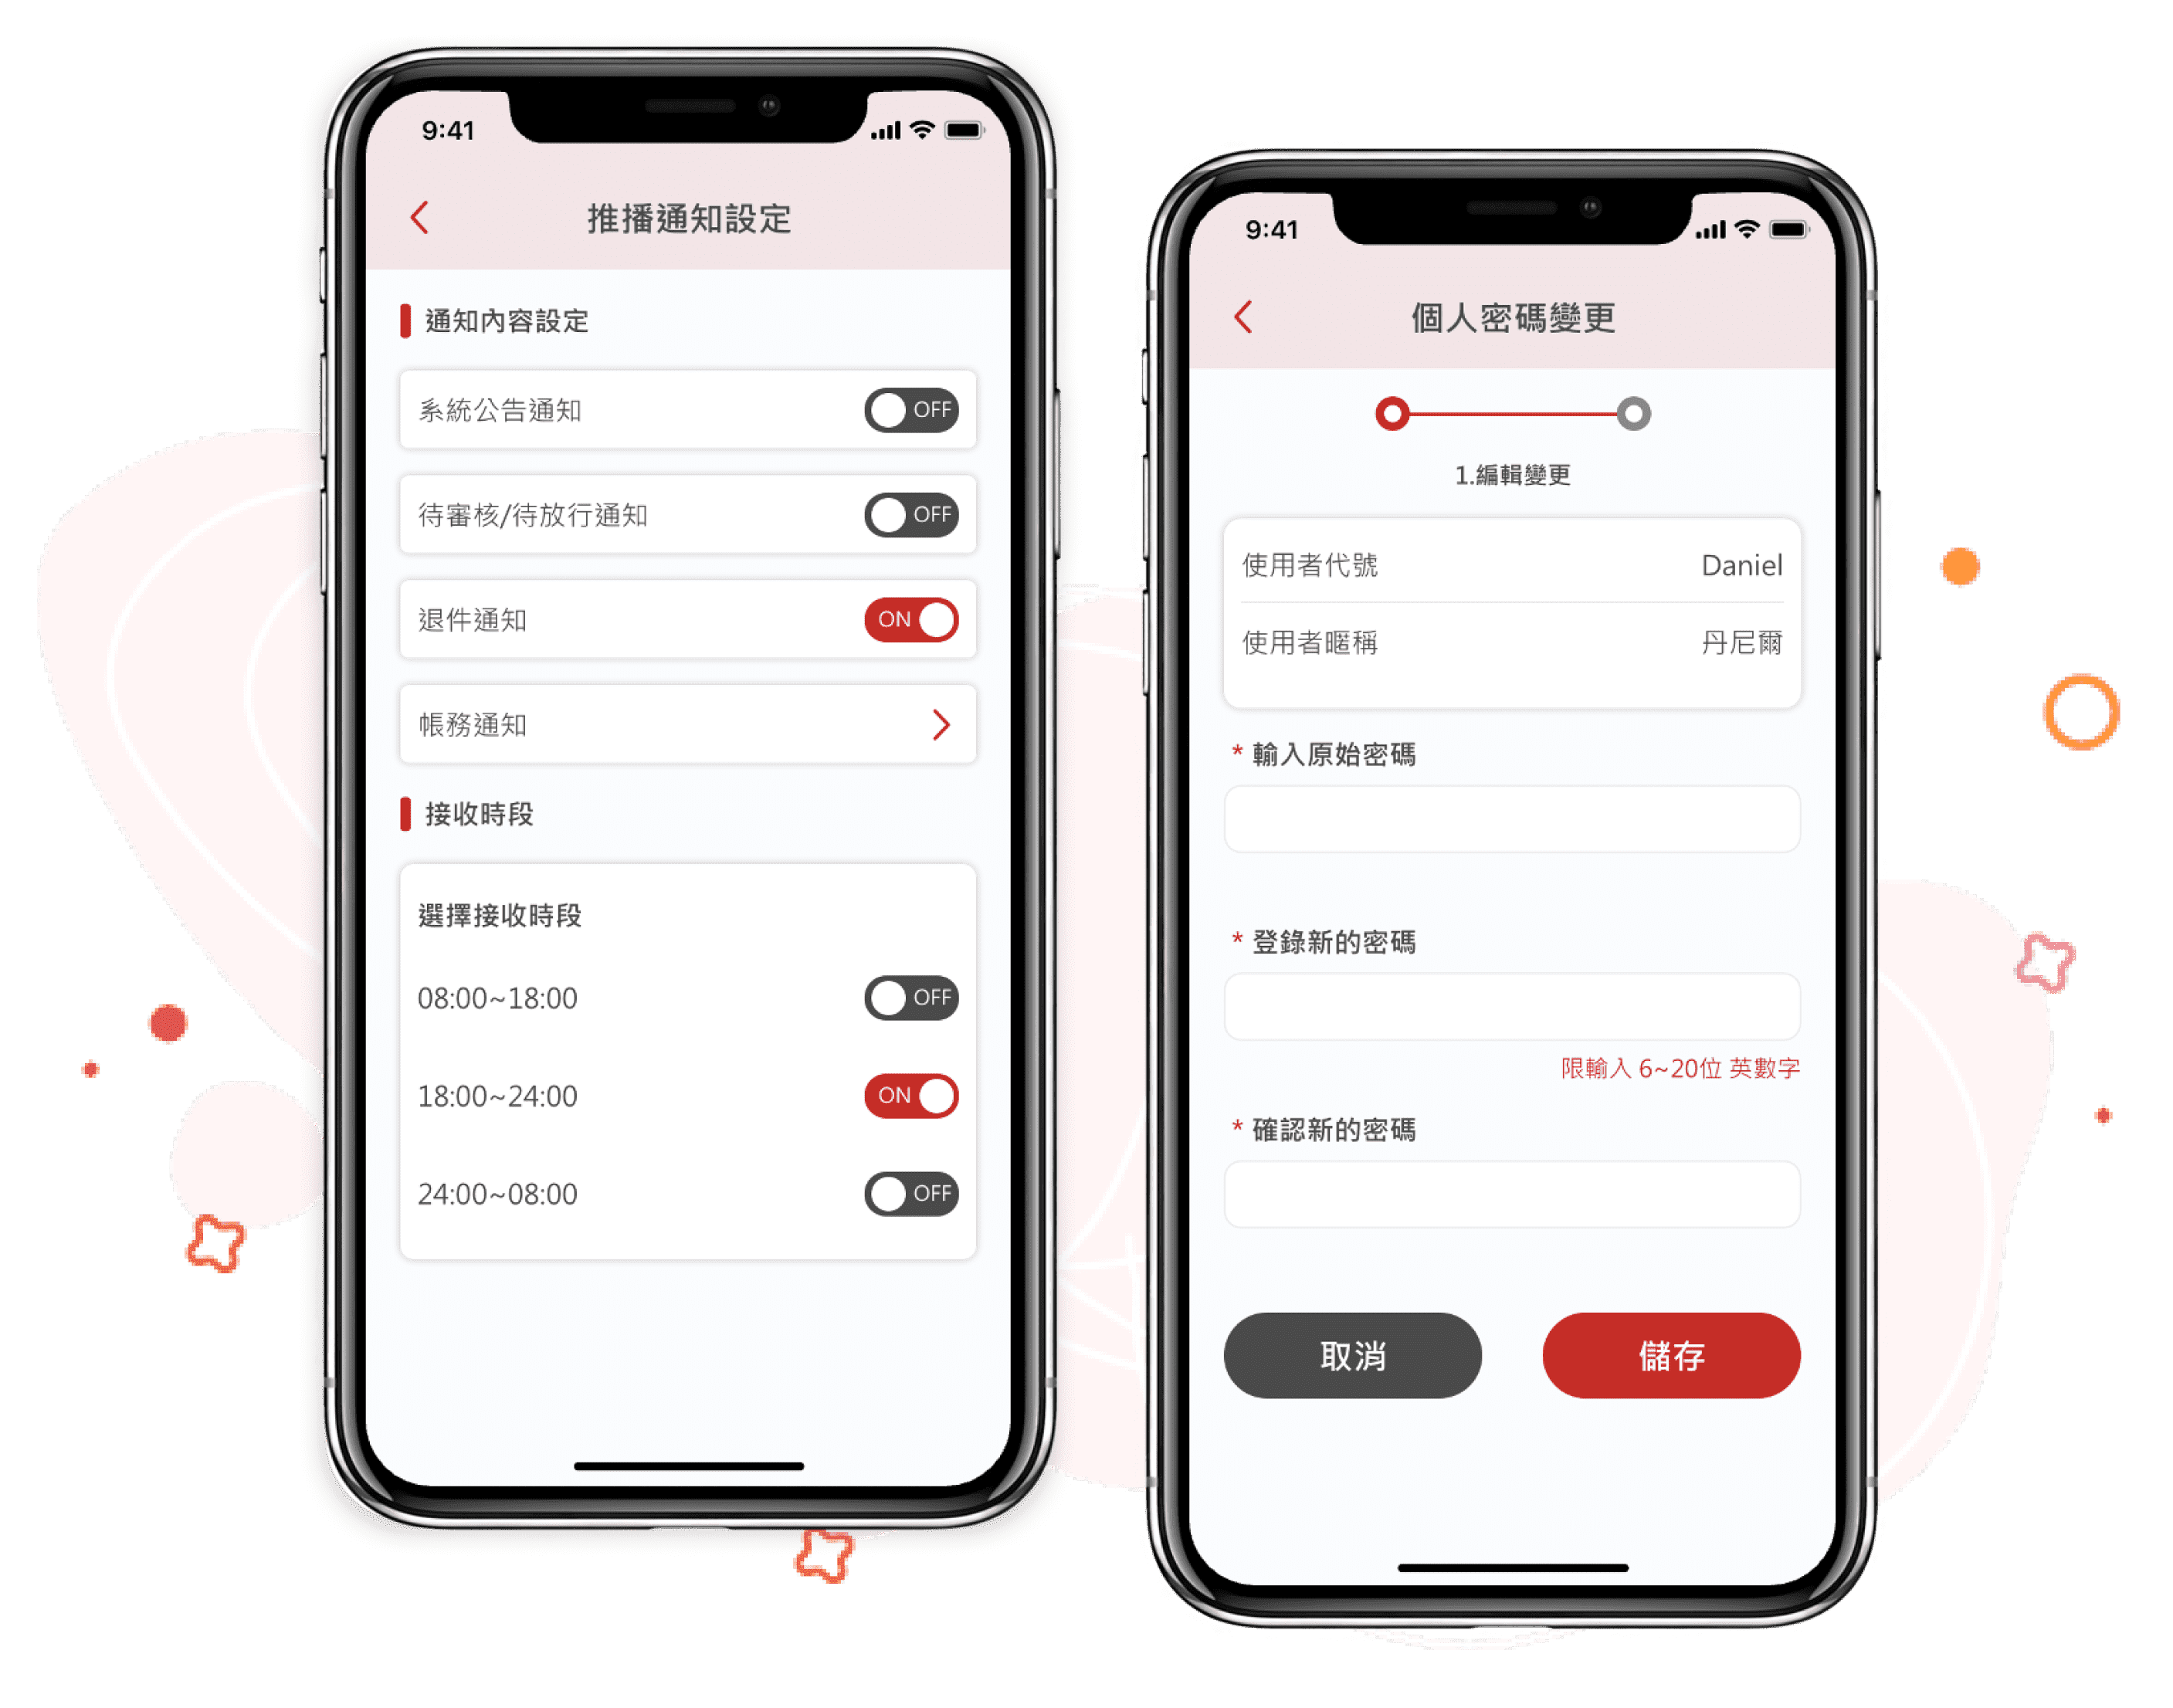 9:41
推播通知設定
通知內容設定
系統公告通知 OFF
待審核/待放行通知 OFF
退件通知 ON
帳務通知
接收時段
選擇接收時段
08:00~18:00 OFF
18:00~24:00 ON
24:00~08:00 OFF
9:41
個人密碼變更
1.編輯變更
使用者代號 Daniel
使用者暱稱 丹尼爾
* 輸入原始密碼
* 登錄新的密碼
限輸入 6~20位 英數字
* 確認新的密碼
取消 儲存